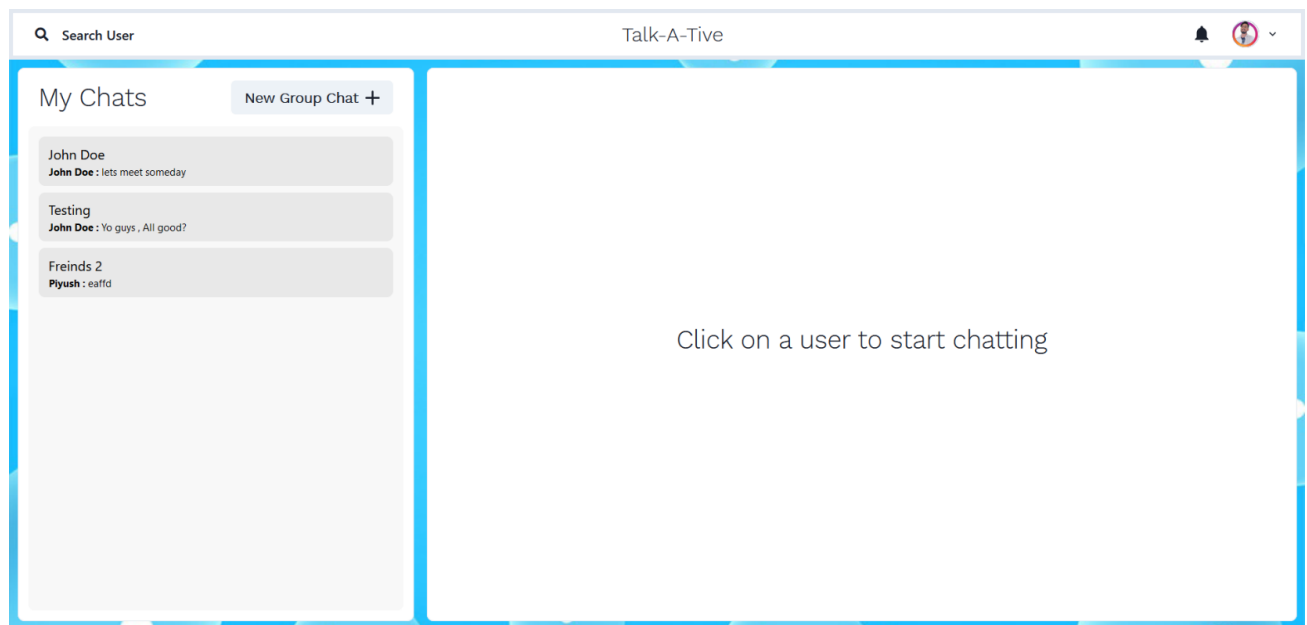 Search User
Talk-A-Tive
My Chats
New Group Chat +
John Doe
John Doe : lets meet someday
Testing
John Doe : Yo guys , All good?
Freinds 2
Piyush : eaffd
Click on a user to start chatting